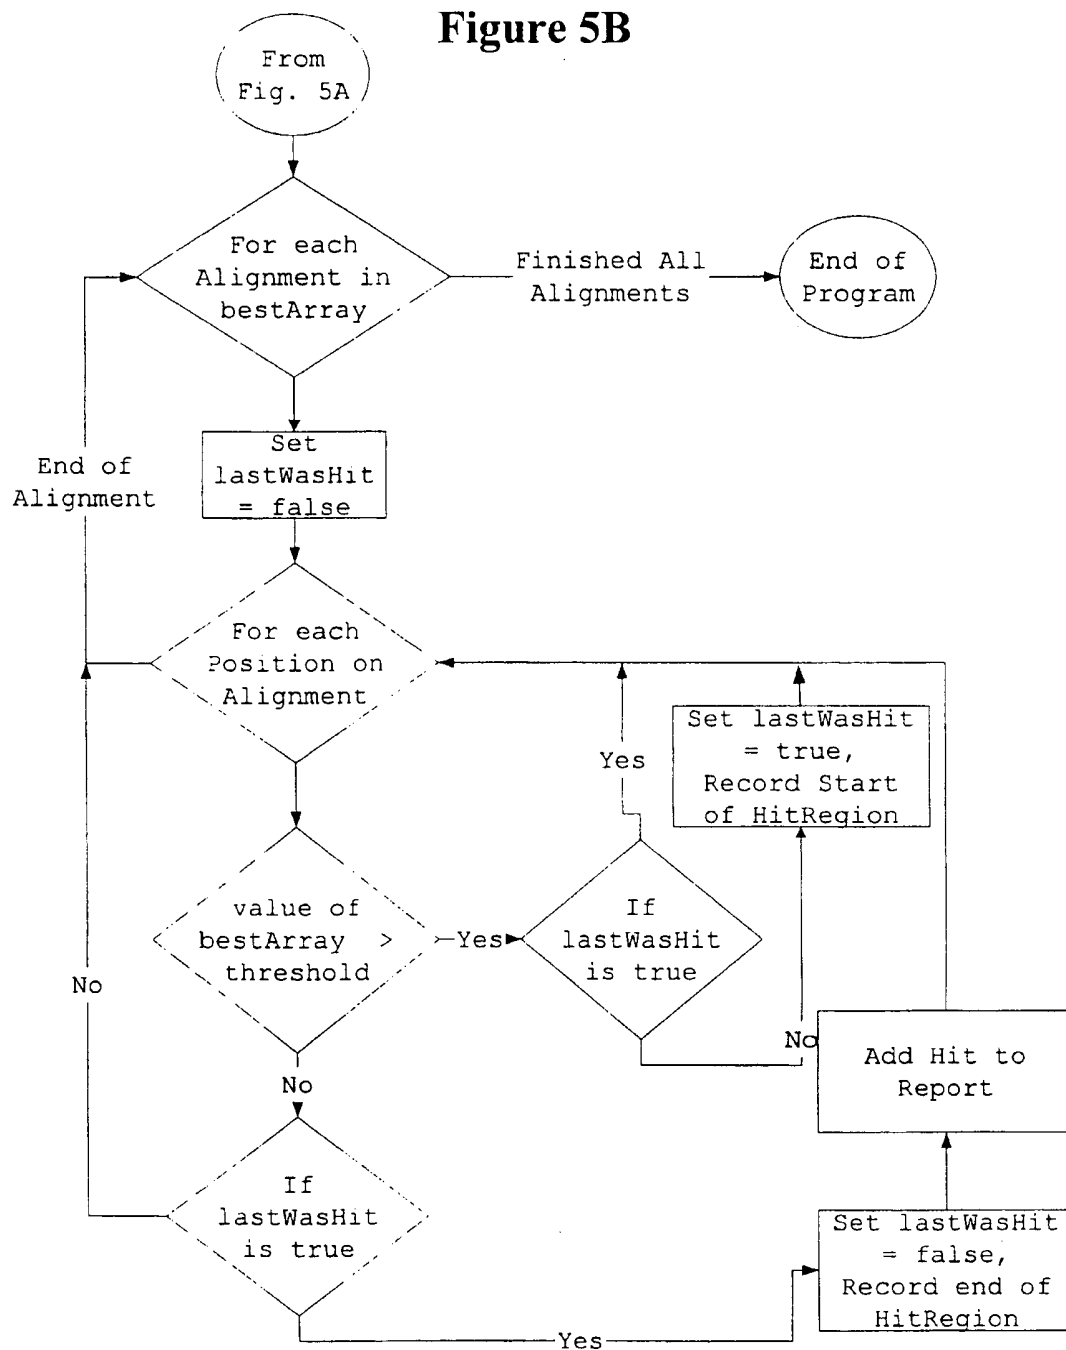 Figure 5B
From
Fig. 5A
For each
Alignment in
bestArray
Finished All
Alignments
End of
Program
Set
lastWasHit
= false
End of
Alignment
For each
Position on
Alignment
Set lastWasHit
= true,
Record Start
of HitRegion
Yes
value of
bestArray >
threshold
Yes
If
lastWasHit
is true
No
No
Add Hit to
Report
No
If
lastWasHit
is true
Set lastWasHit
= false,
Record end of
HitRegion
Yes